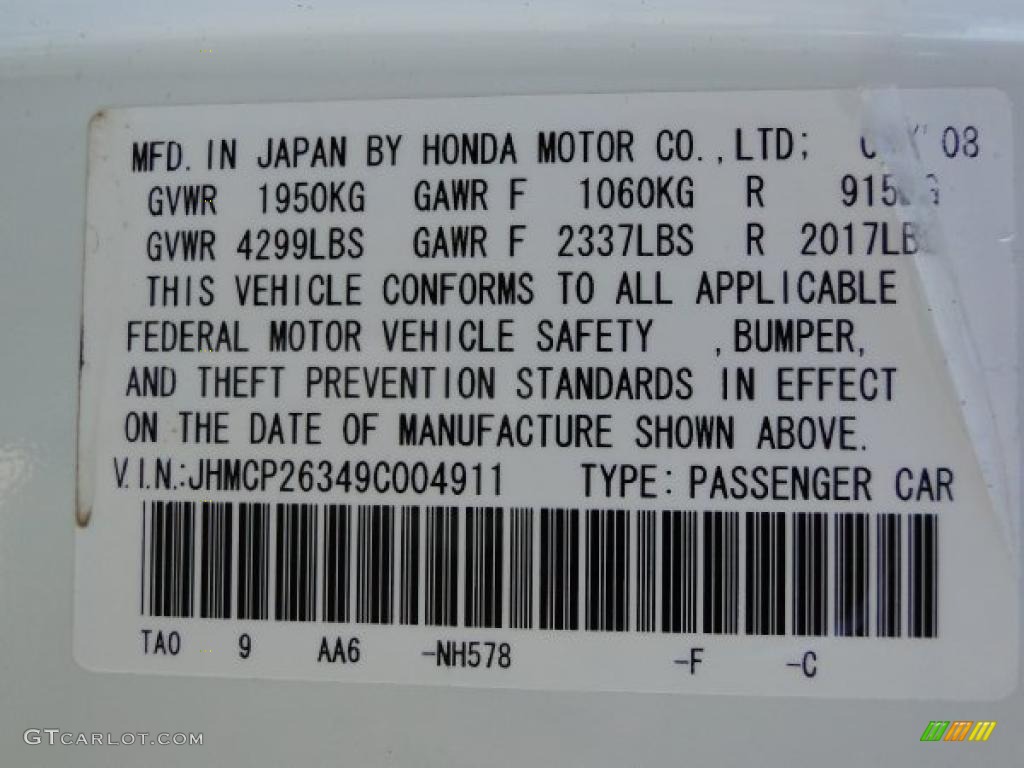 MFD. IN JAPAN BY HONDA MOTOR CO., LTD; '08
GVWR 1950KG GAWR F 1060KG R
GVWR 4299LBS GAWR F 2337LBS R 2017LBS
THIS VEHICLE CONFORMS TO ALL APPLICABLE
FEDERAL MOTOR VEHICLE SAFETY , BUMPER,
AND THEFT PREVENTION STANDARDS IN EFFECT
ON THE DATE OF MANUFACTURE SHOWN ABOVE.
V.I.N.:JHMCP26349C004911 TYPE: PASSENGER CAR
TA0 9 AA6 -NH578 -F -C
GTCARLOT.COM